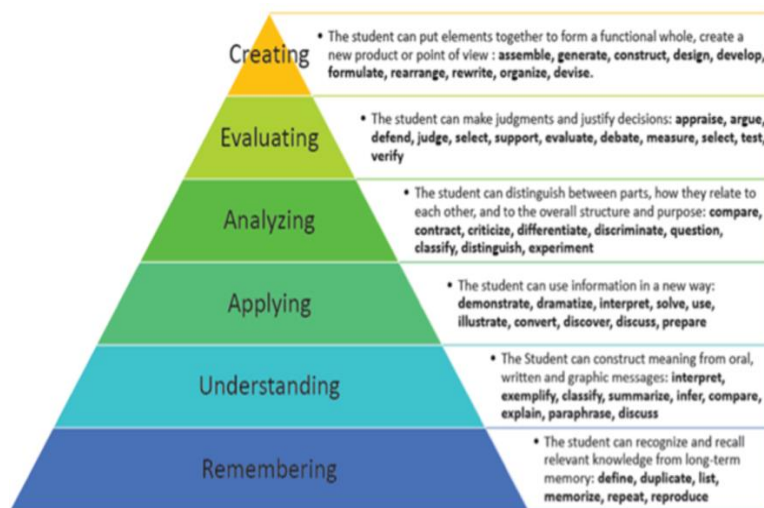 Creating
• The student can put elements together to form a functional whole, create a
new product or point of view : assemble, generate, construct, design, develop,
formulate, rearrange, rewrite, organize, devise.
Evaluating
• The student can make judgments and justify decisions: appraise, argue,
defend, judge, select, support, evaluate, debate, measure, select, test,
verify
Analyzing
• The student can distinguish between parts, how they relate to
each other, and to the overall structure and purpose: compare,
contract, criticize, differentiate, discriminate, question,
classify, distinguish, experiment
Applying
• The student can use information in a new way:
demonstrate, dramatize, interpret, solve, use,
illustrate, convert, discover, discuss, prepare
Understanding
• The Student can construct meaning from oral,
written and graphic messages: interpret,
exemplify, classify, summarize, infer, compare,
explain, paraphrase, discuss
Remembering
• The student can recognize and recall
relevant knowledge from long-term
memory: define, duplicate, list,
memorize, repeat, reproduce